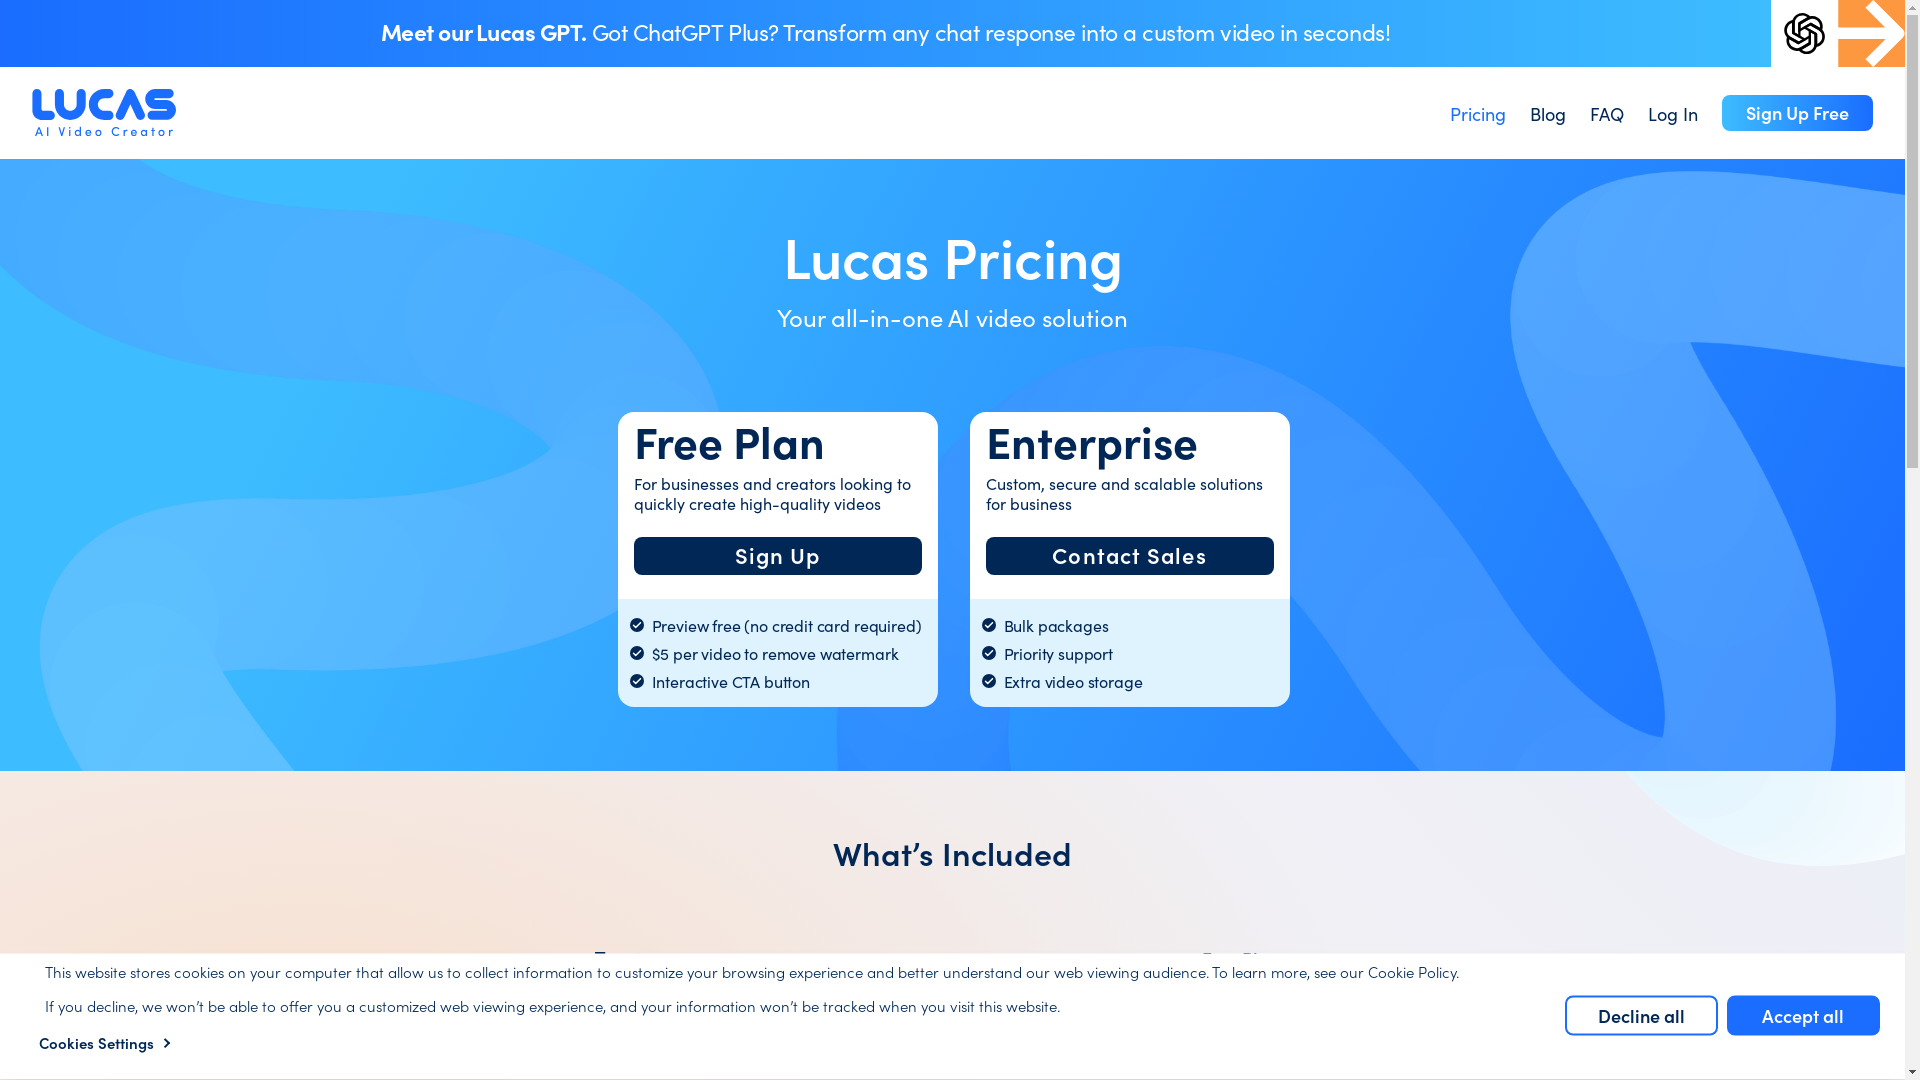 Meet our Lucas GPT. Got ChatGPT Plus? Transform any chat response into a custom video in seconds!
LUCAS
AI Video Creator
Pricing
Blog
FAQ
Log In
Sign Up Free
Lucas Pricing
Your all-in-one AI video solution
Free Plan
For businesses and creators looking to
quickly create high-quality videos
Sign Up
Preview free (no credit card required)
$5 per video to remove watermark
Interactive CTA button
Enterprise
Custom, secure and scalable solutions
for business
Contact Sales
Bulk packages
Priority support
Extra video storage
What's Included
This website stores cookies on your computer that allow us to collect information to customize your browsing experience and better understand our web viewing audience. To learn more, see our Cookie Policy.
If you decline, we won't be able to offer you a customized web viewing experience, and your information won't be tracked when you visit this website.
Cookies Settings
Decline all
Accept all